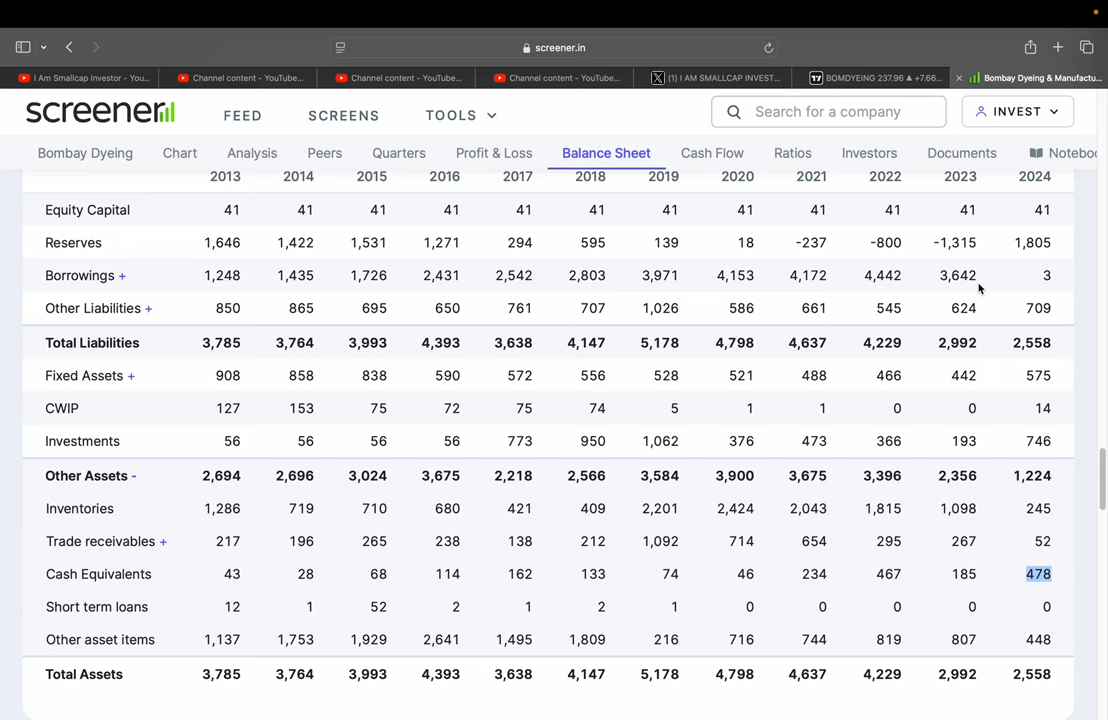 screener.in
I Am Smallcap Investor - You...
Channel content - YouTube...
Channel content - YouTube...
Channel content - YouTube...
(1) I AM SMALLCAP INVEST...
BOMDYEING 237.96 ▲ +7.66...
Bombay Dyeing & Manufactu...
screener
FEED
SCREENS
TOOLS
Search for a company
INVEST
Bombay Dyeing Chart Analysis Peers Quarters Profit & Loss Balance Sheet Cash Flow Ratios Investors Documents Noteboo
2013 2014 2015 2016 2017 2018 2019 2020 2021 2022 2023 2024
Equity Capital 41 41 41 41 41 41 41 41 41 41 41 41
Reserves 1,646 1,422 1,531 1,271 294 595 139 18 -237 -800 -1,315 1,805
Borrowings + 1,248 1,435 1,726 2,431 2,542 2,803 3,971 4,153 4,172 4,442 3,642 3
Other Liabilities + 850 865 695 650 761 707 1,026 586 661 545 624 709
Total Liabilities 3,785 3,764 3,993 4,393 3,638 4,147 5,178 4,798 4,637 4,229 2,992 2,558
Fixed Assets + 908 858 838 590 572 556 528 521 488 466 442 575
CWIP 127 153 75 72 75 74 5 1 1 0 0 14
Investments 56 56 56 56 773 950 1,062 376 473 366 193 746
Other Assets - 2,694 2,696 3,024 3,675 2,218 2,566 3,584 3,900 3,675 3,396 2,356 1,224
Inventories 1,286 719 710 680 421 409 2,201 2,424 2,043 1,815 1,098 245
Trade receivables + 217 196 265 238 138 212 1,092 714 654 295 267 52
Cash Equivalents 43 28 68 114 162 133 74 46 234 467 185 478
Short term loans 12 1 52 2 1 2 1 0 0 0 0 0
Other asset items 1,137 1,753 1,929 2,641 1,495 1,809 216 716 744 819 807 448
Total Assets 3,785 3,764 3,993 4,393 3,638 4,147 5,178 4,798 4,637 4,229 2,992 2,558